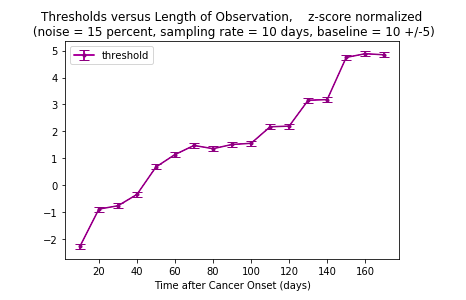 Thresholds versus Length of Observation, z-score normalized
(noise = 15 percent, sampling rate = 10 days, baseline = 10 +/-5)
threshold
5
4
3
2
1
0
−1
−2
20 40 60 80 100 120 140 160
Time after Cancer Onset (days)